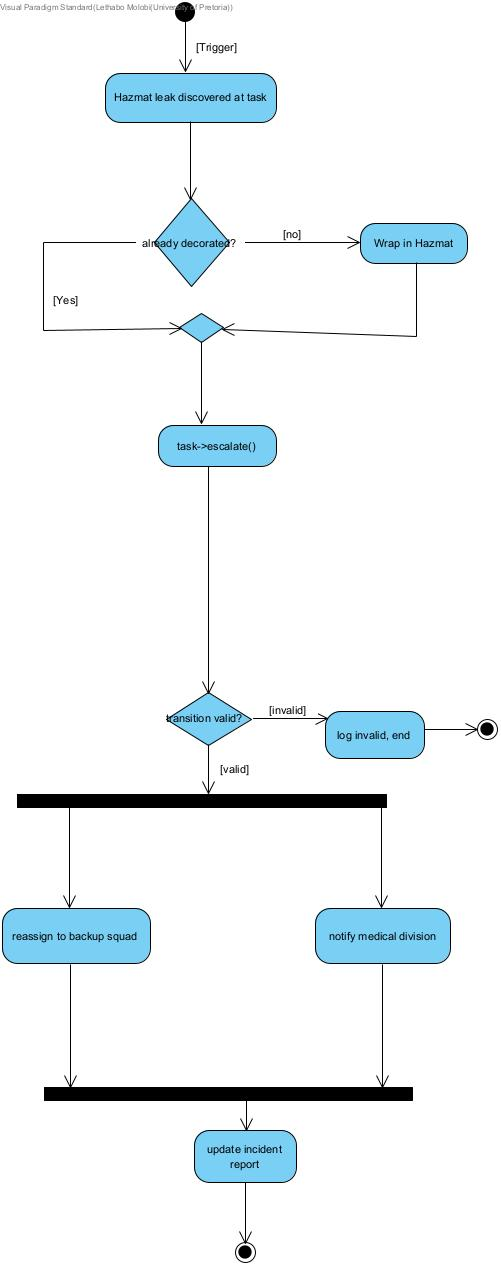 Visual Paradigm Standard(Lethabo Molobi(University of Pretoria))
[Trigger]
Hazmat leak discovered at task
already decorated?
[no]
Wrap in Hazmat
[Yes]
task->escalate()
transition valid?
[invalid]
log invalid, end
[valid]
reassign to backup squad
notify medical division
update incident
report